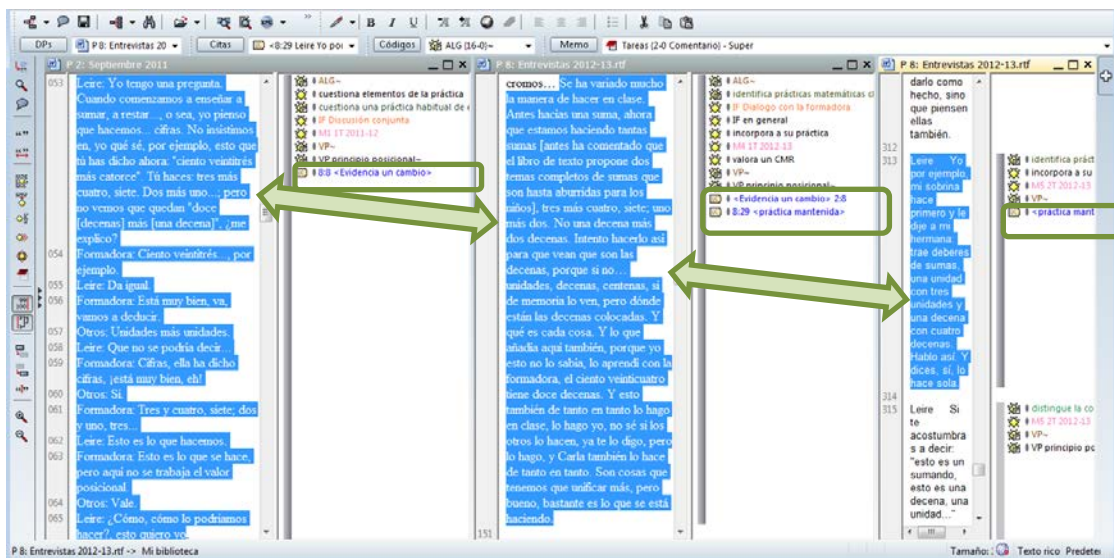 DPs
P 8: Entrevistas 20
Citas
<8:29 Leire Yo por
Códigos
ALG {16-0}~
Memo
Tareas {2-0 Comentario} - Super
B I U
P 2: Septiembre 2011
053
Leire: Yo tengo una pregunta.
Cuando comenzamos a enseñar a
sumar, a restar..., o sea, yo pienso
que hacemos... cifras. No insistimos
en, yo qué sé, por ejemplo, esto que
tú has dicho ahora: "ciento veintitrés
más catorce". Tú haces: tres más
cuatro, siete. Dos más uno...; pero
no vemos que quedan "doce
[decenas] más [una decena]", ¿me
explico?
054
Formadora: Ciento veintitrés..., por
ejemplo.
055
Leire: Da igual.
056
Formadora: Está muy bien, va,
vamos a deducir.
057
Otros: Unidades más unidades.
058
Leire: Que no se podría decir...
059
Formadora: Cifras, ella ha dicho
cifras, ¡está muy bien, eh!
060
Otros: Sí.
061
Formadora: Tres y cuatro, siete; dos
y uno, tres...
062
Leire: Esto es lo que hacemos.
063
Formadora: Esto es lo que se hace,
pero aquí no se trabaja el valor
posicional.
064
Otros: Vale.
065
Leire: ¿Cómo, cómo lo podríamos
hacer?, esto quiero yo
ALG~
cuestiona elementos de la práctica
cuestiona una práctica habitual de
IF Discusión conjunta
M1 1T 2011-12
VP~
VP principio posicional~
8:8 <Evidencia un cambio>
P 8: Entrevistas 2012-13.rtf
cromos… Se ha variado mucho
la manera de hacer en clase.
Antes hacías una suma, ahora
que estamos haciendo tantas
sumas [antes ha comentado que
el libro de texto propone dos
temas completos de sumas que
son hasta aburridas para los
niños], tres más cuatro, siete; uno
más dos. No una decena más
dos decenas. Intento hacerlo así
para que vean que son las
decenas, porque si no…
unidades, decenas, centenas, sí
de memoria lo ven, pero dónde
están las decenas colocadas. Y
qué es cada cosa. Y lo que
añadía aquí también, porque yo
esto no lo sabía, lo aprendí con la
formadora, el ciento veinticuatro
tiene doce decenas. Y esto
también de tanto en tanto lo hago
en clase, lo hago yo, no sé si los
otros lo hacen, ya te lo digo, pero
lo hago, y Carla también lo hace
de tanto en tanto. Son cosas que
tenemos que unificar más, pero
bueno, bastante es lo que se está
haciendo.
151
ALG~
identifica prácticas matemáticas cl
IF Dialogo con la formadora
IF en general
incorpora a su práctica
M4 1T 2012-13
valora un CMR
VP~
VP principio posicional~
<Evidencia un cambio> 2:8
8:29 <práctica mantenida>
P 8: Entrevistas 2012-13.rtf
darlo como
hecho, sino
que piensen
ellas
también.
312
313
Leire Yo
por ejemplo,
mi sobrina
hace
primero y le
dije a mi
hermana:
trae deberes
de sumas,
una unidad
con tres
unidades y
una decena
con cuatro
decenas.
Hablo así. Y
dices, sí, lo
hace sola.
314
315
Leire Si
te
acostumbra
s a decir:
"esto es un
sumando,
esto es una
decena, una
unidad..."
identifica práct
incorpora a su
M5 2T 2012-13
VP~
<práctica mant
distingue la co
M5 2T 2012-13
VP~
VP principio po
P 8: Entrevistas 2012-13.rtf -> Mi biblioteca
Tamaño:
Texto rico
Predeter